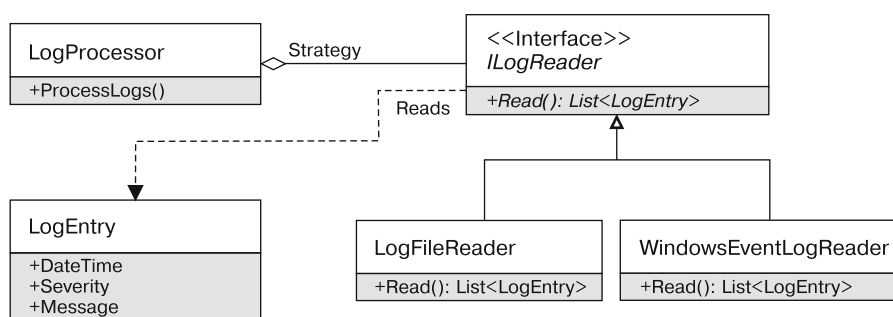 LogProcessor
+ProcessLogs()
Strategy
<<Interface>>
ILogReader
+Read(): List<LogEntry>
Reads
LogEntry
+DateTime
+Severity
+Message
LogFileReader
+Read(): List<LogEntry>
WindowsEventLogReader
+Read(): List<LogEntry>